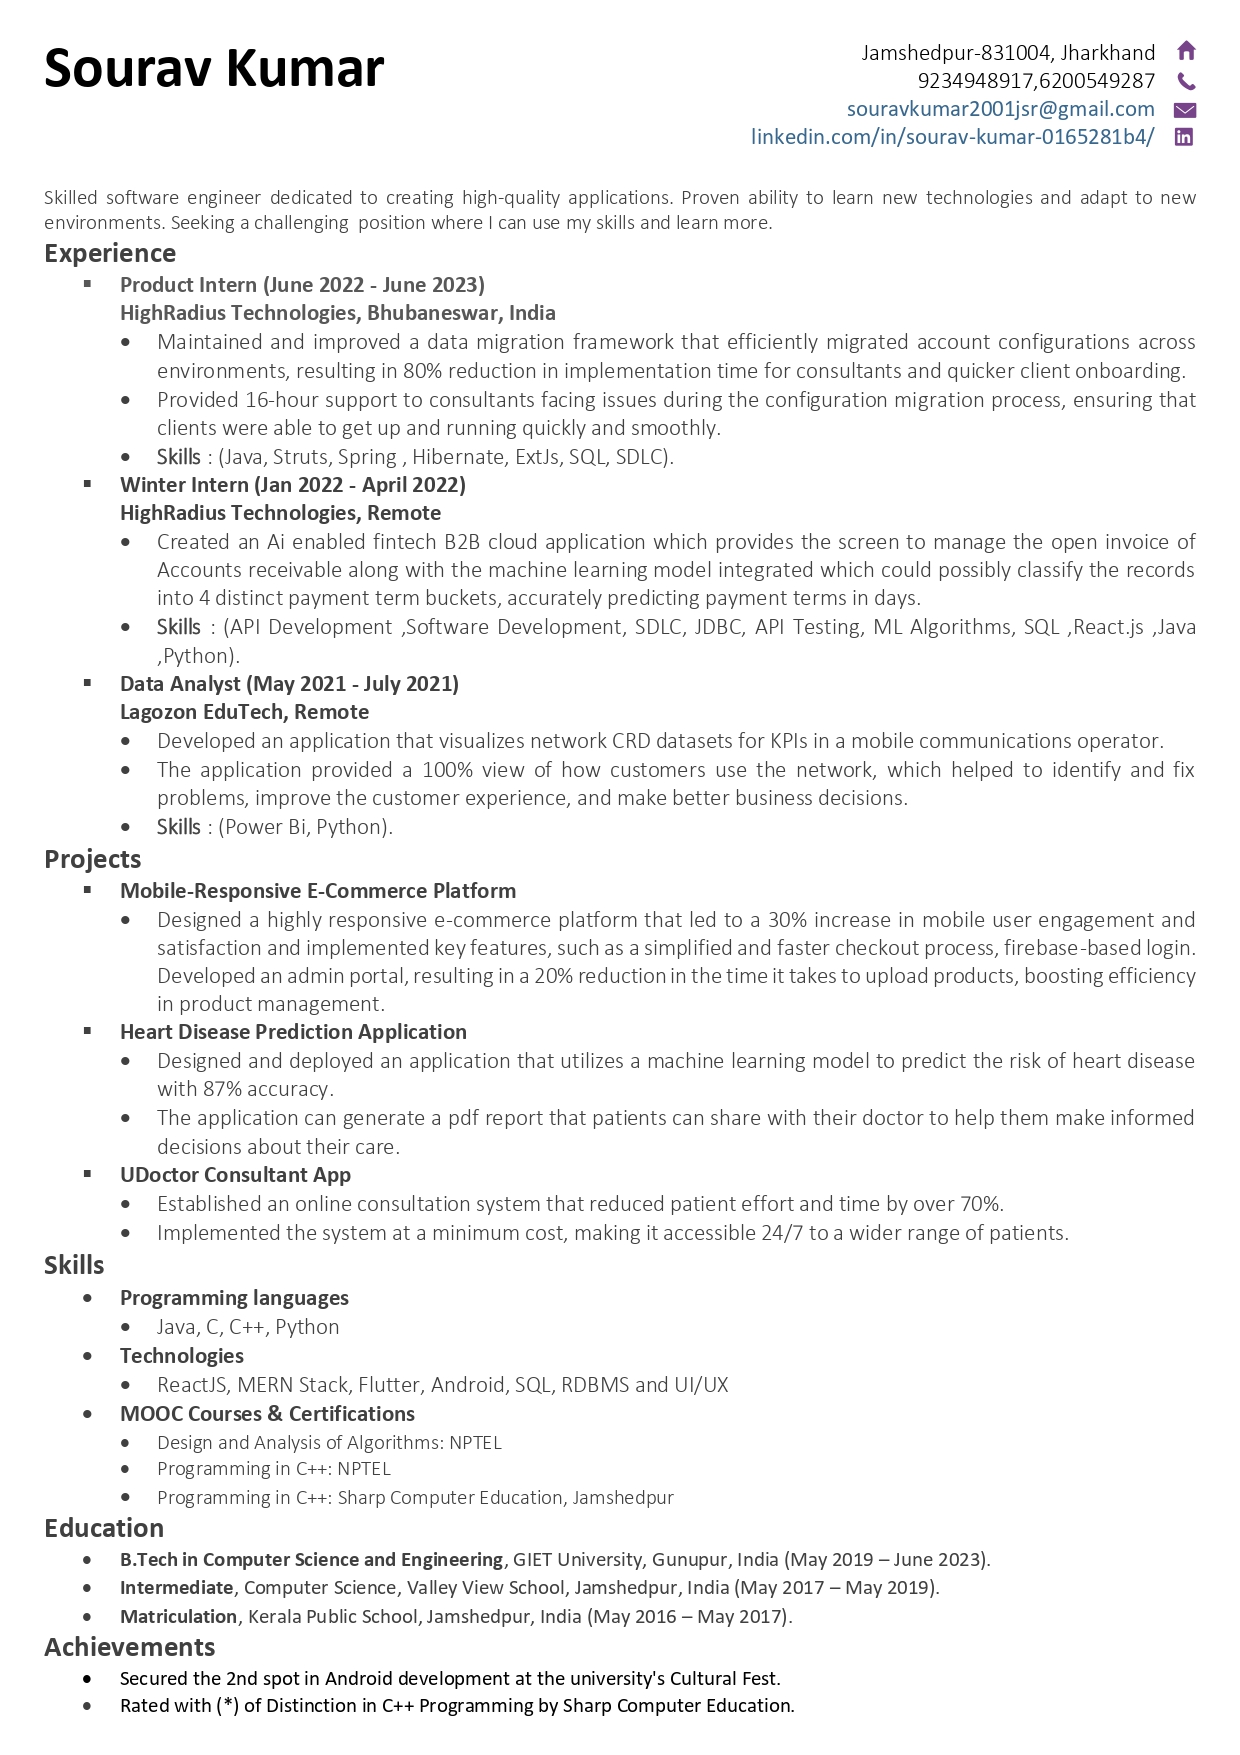 Sourav Kumar
Jamshedpur-831004, Jharkhand
9234948917,6200549287
souravkumar2001jsr@gmail.com
linkedin.com/in/sourav-kumar-0165281b4/
Skilled software engineer dedicated to creating high-quality applications. Proven ability to learn new technologies and adapt to new
environments. Seeking a challenging position where I can use my skills and learn more.
Experience
▪ Product Intern (June 2022 - June 2023)
HighRadius Technologies, Bhubaneswar, India
• Maintained and improved a data migration framework that efficiently migrated account configurations across
environments, resulting in 80% reduction in implementation time for consultants and quicker client onboarding.
• Provided 16-hour support to consultants facing issues during the configuration migration process, ensuring that
clients were able to get up and running quickly and smoothly.
• Skills : (Java, Struts, Spring , Hibernate, ExtJs, SQL, SDLC).
▪ Winter Intern (Jan 2022 - April 2022)
HighRadius Technologies, Remote
• Created an Ai enabled fintech B2B cloud application which provides the screen to manage the open invoice of
Accounts receivable along with the machine learning model integrated which could possibly classify the records
into 4 distinct payment term buckets, accurately predicting payment terms in days.
• Skills : (API Development ,Software Development, SDLC, JDBC, API Testing, ML Algorithms, SQL ,React.js ,Java
,Python).
▪ Data Analyst (May 2021 - July 2021)
Lagozon EduTech, Remote
• Developed an application that visualizes network CRD datasets for KPIs in a mobile communications operator.
• The application provided a 100% view of how customers use the network, which helped to identify and fix
problems, improve the customer experience, and make better business decisions.
• Skills : (Power Bi, Python).
Projects
▪ Mobile-Responsive E-Commerce Platform
• Designed a highly responsive e-commerce platform that led to a 30% increase in mobile user engagement and
satisfaction and implemented key features, such as a simplified and faster checkout process, firebase-based login.
Developed an admin portal, resulting in a 20% reduction in the time it takes to upload products, boosting efficiency
in product management.
▪ Heart Disease Prediction Application
• Designed and deployed an application that utilizes a machine learning model to predict the risk of heart disease
with 87% accuracy.
• The application can generate a pdf report that patients can share with their doctor to help them make informed
decisions about their care.
▪ UDoctor Consultant App
• Established an online consultation system that reduced patient effort and time by over 70%.
• Implemented the system at a minimum cost, making it accessible 24/7 to a wider range of patients.
Skills
• Programming languages
• Java, C, C++, Python
• Technologies
• ReactJS, MERN Stack, Flutter, Android, SQL, RDBMS and UI/UX
• MOOC Courses & Certifications
• Design and Analysis of Algorithms: NPTEL
• Programming in C++: NPTEL
• Programming in C++: Sharp Computer Education, Jamshedpur
Education
• B.Tech in Computer Science and Engineering, GIET University, Gunupur, India (May 2019 – June 2023).
• Intermediate, Computer Science, Valley View School, Jamshedpur, India (May 2017 – May 2019).
• Matriculation, Kerala Public School, Jamshedpur, India (May 2016 – May 2017).
Achievements
• Secured the 2nd spot in Android development at the university's Cultural Fest.
• Rated with (*) of Distinction in C++ Programming by Sharp Computer Education.